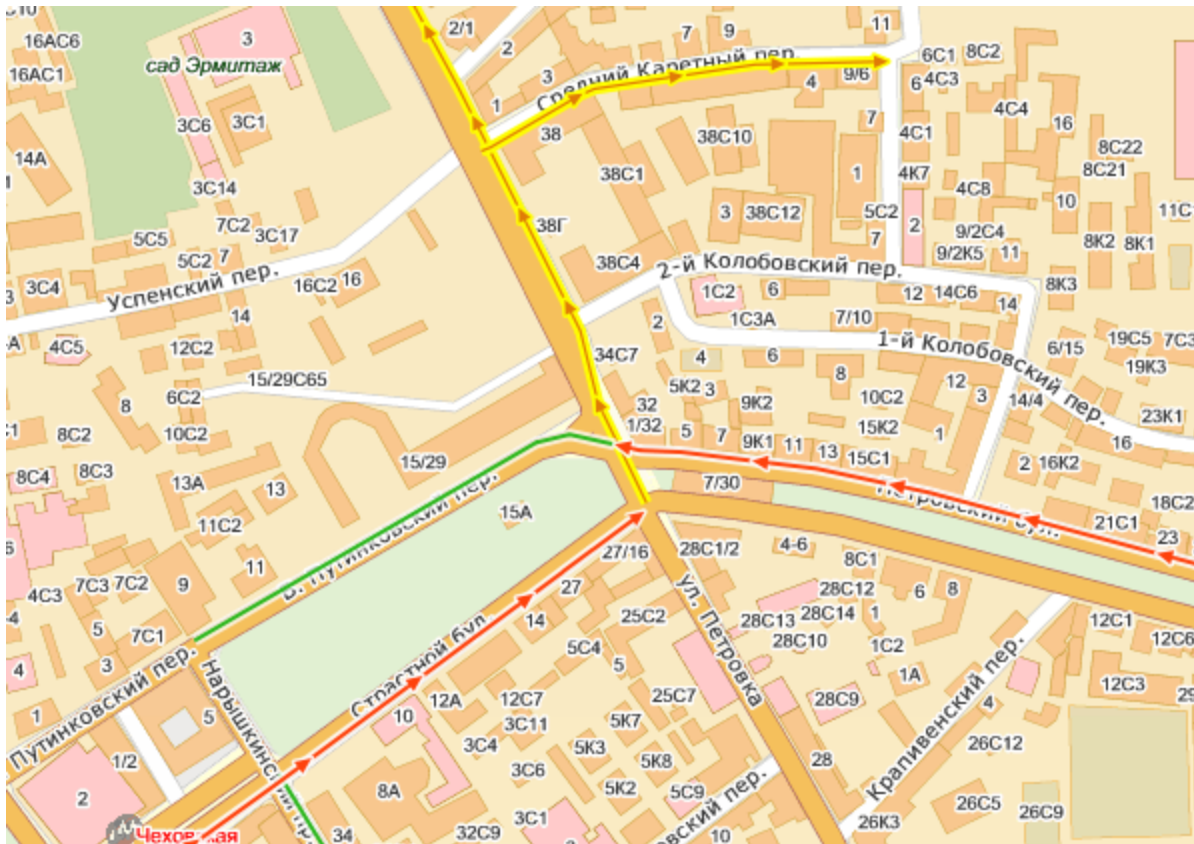 2/1
11
16АС6
3
7
9
2
6С1
8С2
сад Эрмитаж
16АС1
3
Средний Каретный пер.
4
9/6
6
4С3
1
4С4
3С6
3С1
38
7
16
14А
38С10
4С1
8С22
38С1
1
4К7
8С21
3С14
4С8
10
7С2
38Г
3
38С12
5С2
2
3С17
9/2С4
5С5
7
7
11
8К2
8К1
5С2
38С4
2-й Колобовский пер.
9/2К5
3С4
Успенский пер.
16С2
16
1С2
6
12
14С6
14
8К3
14
2
1С3А
7/10
1-й Колобовский пер.
19С5
7С3
4С5
12С2
34С7
4
6
6/15
19К3
15/29С65
5К2
3
8
12
3
6С2
8
32
9К2
10С2
14/4
23К1
10С2
1/32
5
7
9К1
11
13
15К2
1
16
8С2
15С1
8С4
8С3
15/29
2
16К2
13А
13
7/30
18С2
15А
21С1
11С2
23
27/16
28С1/2
4-6
8С1
11
7С3
7С2
9
ул. Петровка
28С12
6
8
4С3
27
25С2
28С14
1
5
7С1
14
28С13
12С1
3
Страстной бул.
5С4
28С10
1С2
12С6
4
5
1А
12А
12С7
25С7
12С3
1
Путинковский пер.
5
10
3С11
5К7
28С9
4
3С4
Крапивенский пер.
1/2
5К3
5К8
26С12
3С6
28
2
8А
5К2
5С9
26С5
26С9
3С1
34
32С9
10
26К3